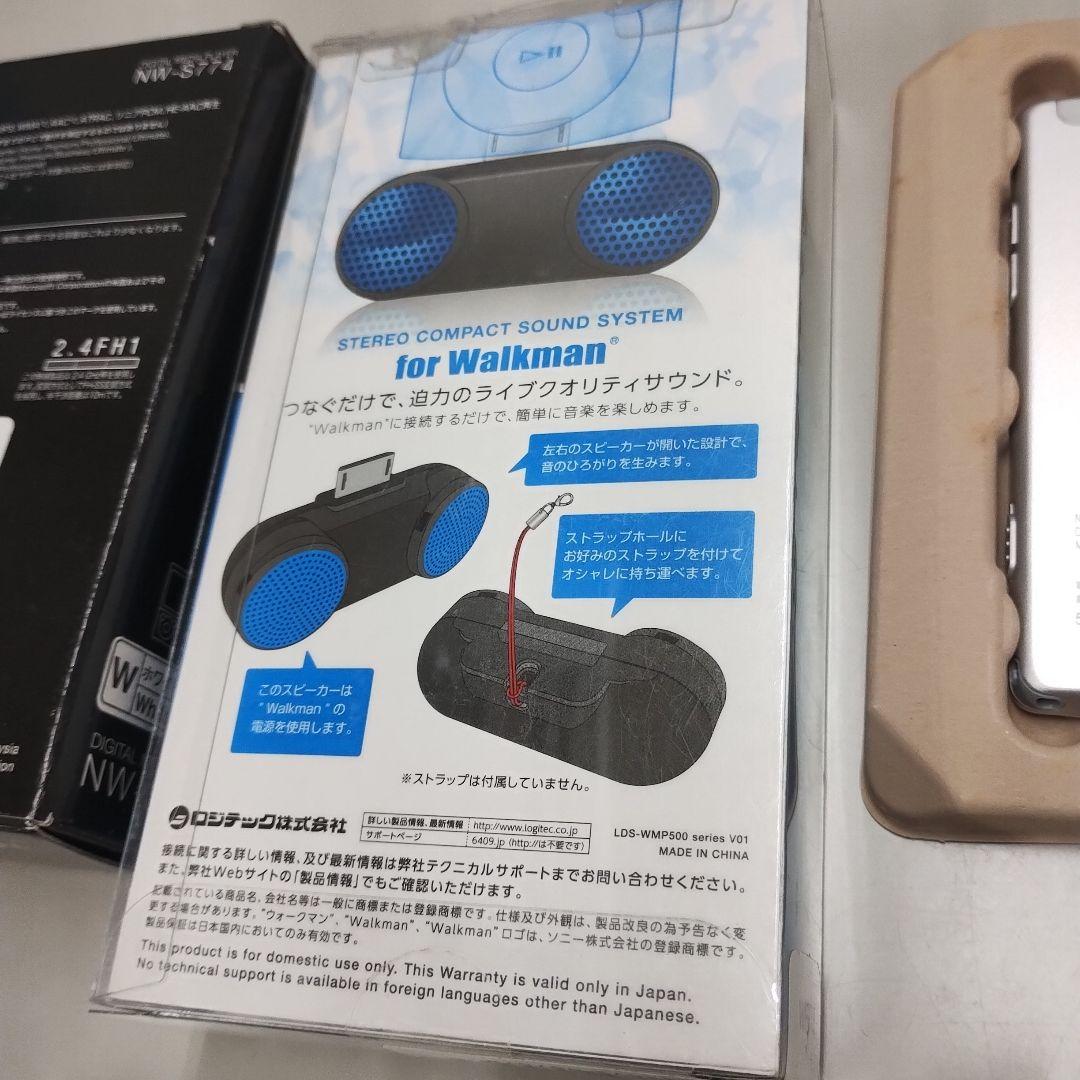 NW-S774
2.4FH1
W
DIGITAL
NW-
STEREO COMPACT SOUND SYSTEM
for Walkman®
つなぐだけで、迫力のライブクオリティサウンド。
"Walkman"に接続するだけで、簡単に音楽を楽しめます。
左右のスピーカーが開いた設計で、
音のひろがりを生みます。
ストラップホールに
お好みのストラップを付けて
オシャレに持ち運べます。
このスピーカーは
"Walkman"の
電源を使用します。
※ストラップは付属していません。
ロジテック株式会社
詳しい製品情報、最新情報 http://www.logitec.co.jp
サポートページ 6409.jp (http://は不要です)
LDS-WMP500 series V01
MADE IN CHINA
接続に関する詳しい情報、及び最新情報は弊社テクニカルサポートまでお問い合わせください。
また、弊社Webサイトの「製品情報」でもご確認いただけます。
記載されている商品名、会社名等は一般に商標または登録商標です。仕様及び外観は、製品改良の為予告なく変
更する場合があります。"ウォークマン"、"Walkman"、"Walkman"ロゴは、ソニー株式会社の登録商標です。
製品保証は日本国内においてのみ有効です。
This product is for domestic use only. This Warranty is valid only in Japan.
No technical support is available in foreign languages other than Japanese.